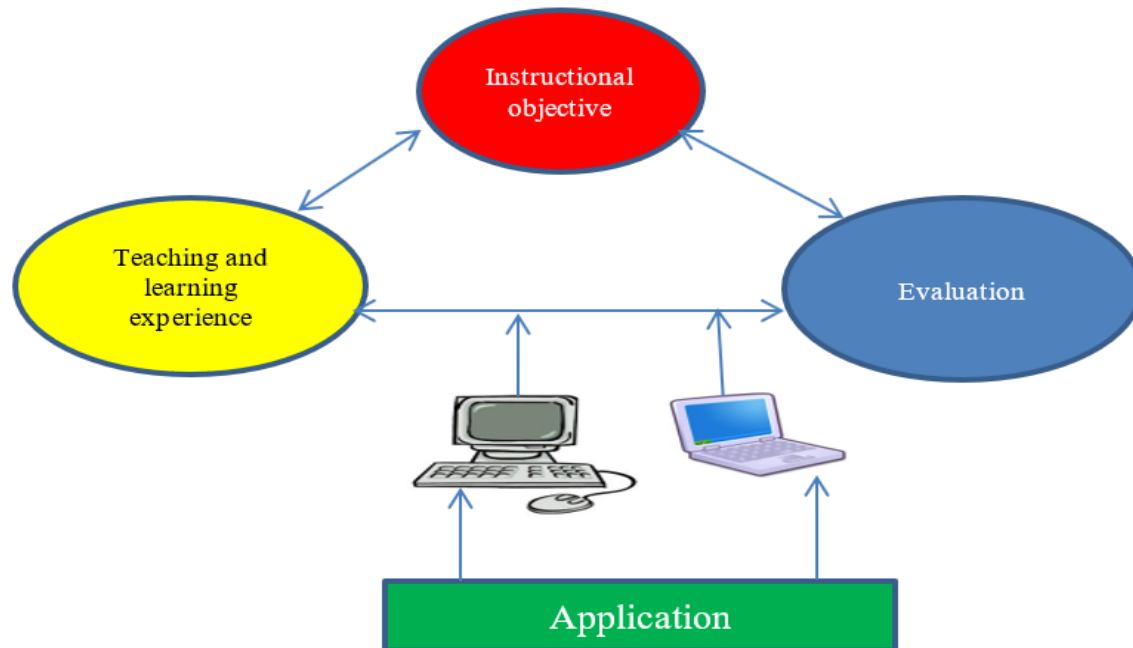 Instructional
objective
Teaching and
learning
experience
Evaluation
Application